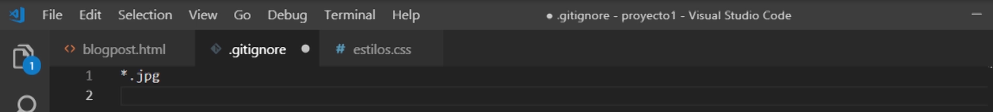 File Edit Selection View Go Debug Terminal Help ● .gitignore - proyecto1 - Visual Studio Code
<> blogpost.html .gitignore ● # estilos.css
1
1 *.jpg
2